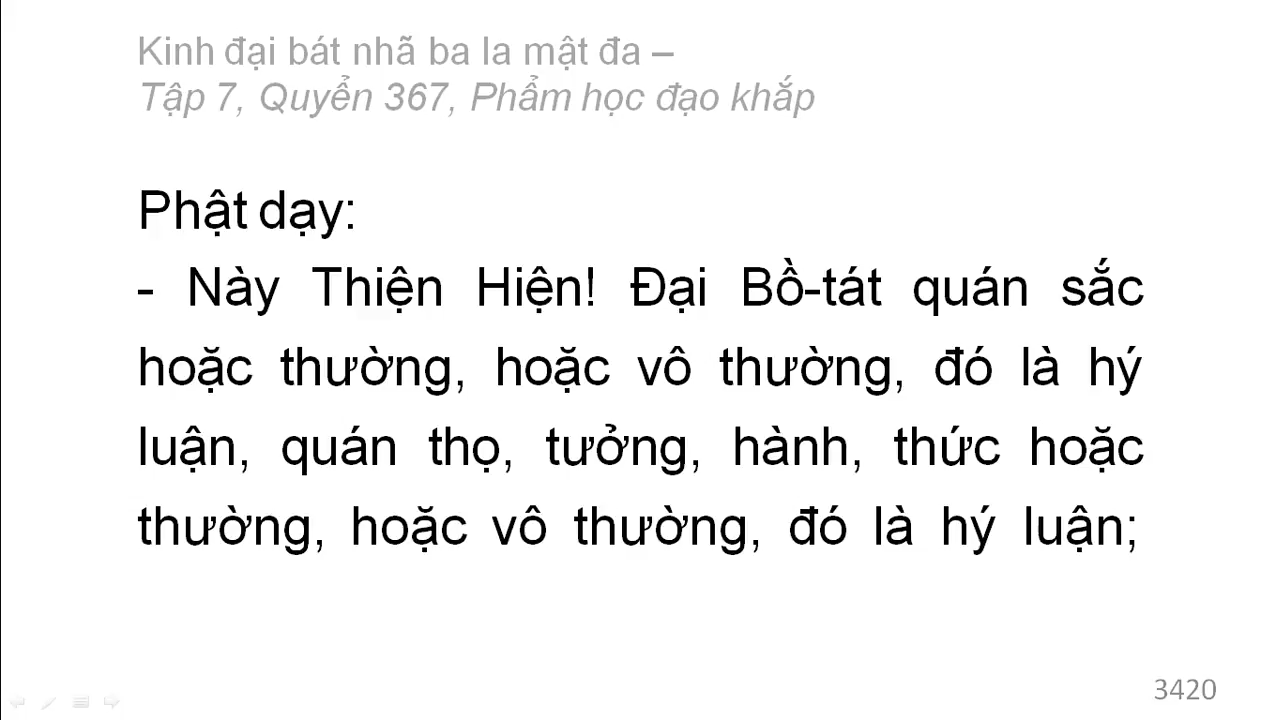 Kinh đại bát nhã ba la mật đa –
Tập 7, Quyển 367, Phẩm học đạo khắp
Phật dạy:
- Này Thiện Hiện! Đại Bồ-tát quán sắc
hoặc thường, hoặc vô thường, đó là hý
luận, quán thọ, tưởng, hành, thức hoặc
thường, hoặc vô thường, đó là hý luận;
3420